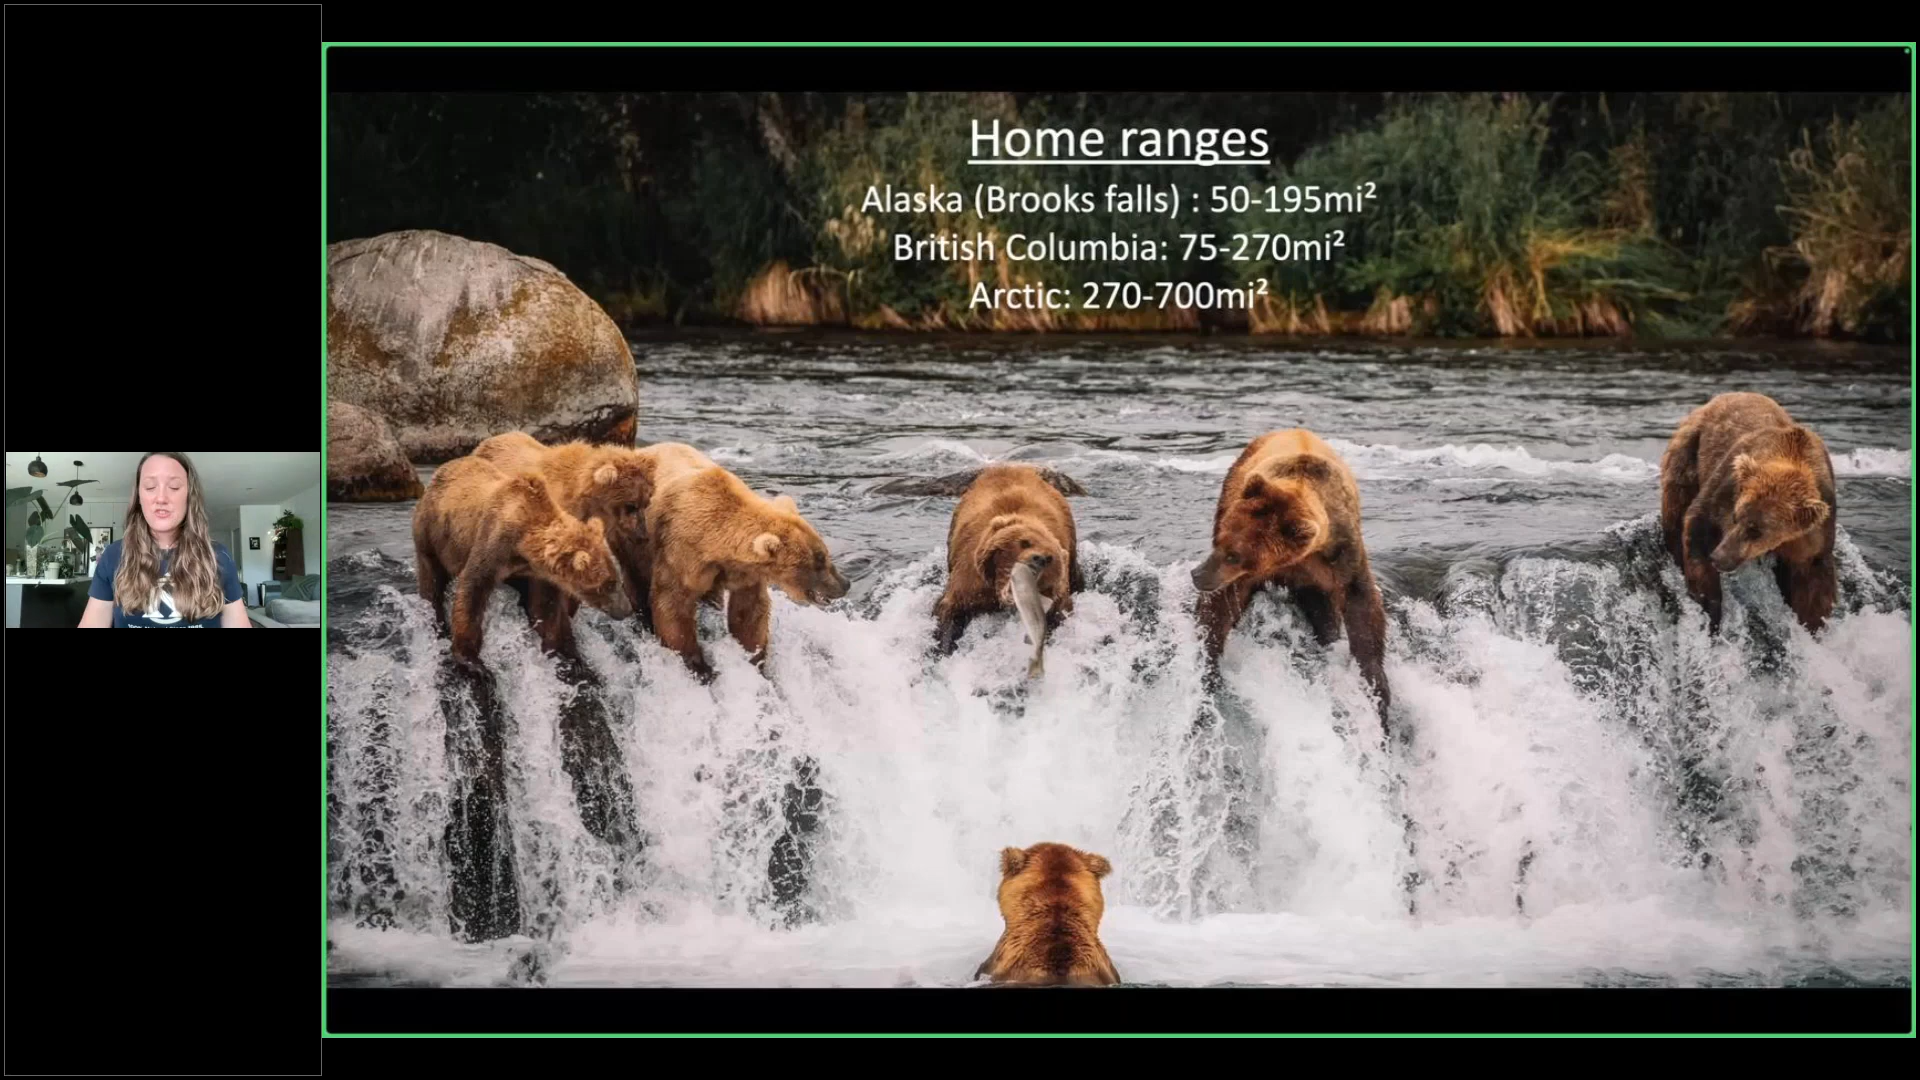 Home ranges
Alaska (Brooks falls) : 50-195mi²
British Columbia: 75-270mi²
Arctic: 270-700mi²